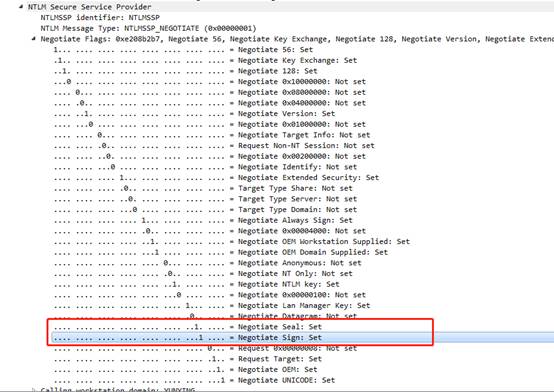 NTLM Secure Service Provider
NTLMSSP identifier: NTLMSSP
NTLM Message Type: NTLMSSP_NEGOTIATE (0x00000001)
Negotiate Flags: 0xe208b2b7, Negotiate 56, Negotiate Key Exchange, Negotiate 128, Negotiate Version, Negotiate Exten
1... .... .... .... .... .... .... .... = Negotiate 56: Set
.1.. .... .... .... .... .... .... .... = Negotiate Key Exchange: Set
..1. .... .... .... .... .... .... .... = Negotiate 128: Set
...0 .... .... .... .... .... .... .... = Negotiate 0x10000000: Not set
.... 0... .... .... .... .... .... .... = Negotiate 0x08000000: Not set
.... .0.. .... .... .... .... .... .... = Negotiate 0x04000000: Not set
.... ..1. .... .... .... .... .... .... = Negotiate Version: Set
.... ...0 .... .... .... .... .... .... = Negotiate 0x01000000: Not set
.... .... 0... .... .... .... .... .... = Negotiate Target Info: Not set
.... .... .0.. .... .... .... .... .... = Request Non-NT Session: Not set
.... .... ..0. .... .... .... .... .... = Negotiate 0x00200000: Not set
.... .... ...0 .... .... .... .... .... = Negotiate Identify: Not set
.... .... .... 1... .... .... .... .... = Negotiate Extended Security: Set
.... .... .... .0.. .... .... .... .... = Target Type Share: Not set
.... .... .... ..0. .... .... .... .... = Target Type Server: Not set
.... .... .... ...0 .... .... .... .... = Target Type Domain: Not set
.... .... .... .... 1... .... .... .... = Negotiate Always Sign: Set
.... .... .... .... .0.. .... .... .... = Negotiate 0x00004000: Not set
.... .... .... .... ..1. .... .... .... = Negotiate OEM Workstation Supplied: Set
.... .... .... .... ...1 .... .... .... = Negotiate OEM Domain Supplied: Set
.... .... .... .... .... 0... .... .... = Negotiate Anonymous: Not set
.... .... .... .... .... .0.. .... .... = Negotiate NT Only: Not set
.... .... .... .... .... ..1. .... .... = Negotiate NTLM key: Set
.... .... .... .... .... ...0 .... .... = Negotiate 0x00000100: Not set
.... .... .... .... .... .... 1... .... = Negotiate Lan Manager Key: Set
.... .... .... .... .... .... .0.. .... = Negotiate Datagram: Not set
.... .... .... .... .... .... ..1. .... = Negotiate Seal: Set
.... .... .... .... .... .... ...1 .... = Negotiate Sign: Set
.... .... .... .... .... .... .... 0... = Request 0x00000008: Not set
.... .... .... .... .... .... .... .1.. = Request Target: Set
.... .... .... .... .... .... .... ..1. = Negotiate OEM: Set
.... .... .... .... .... .... .... ...1 = Negotiate UNICODE: Set
Calling workstation domain: